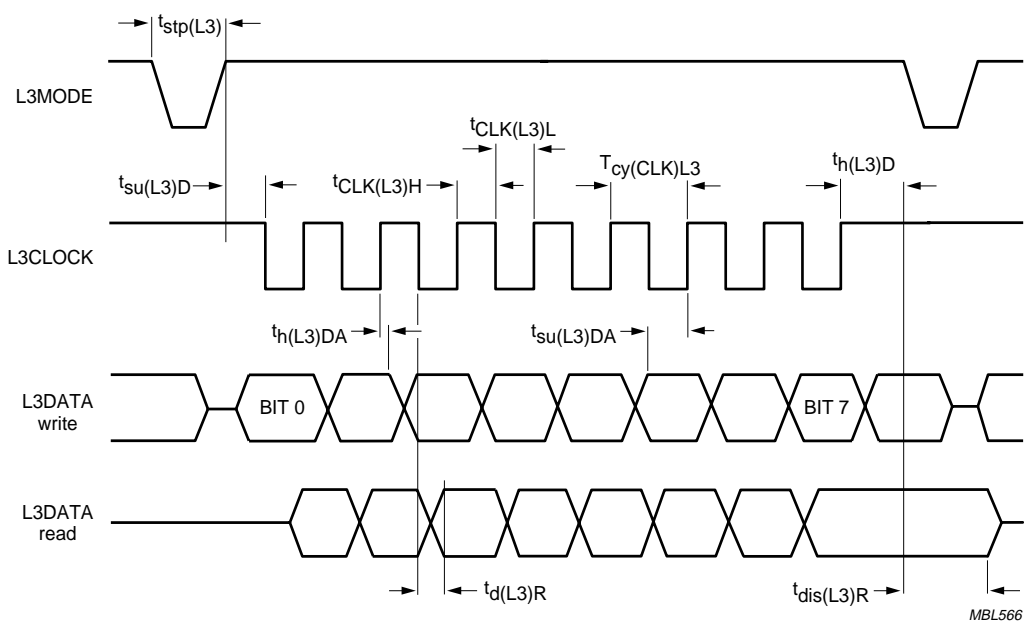 tstp(L3)
L3MODE
tCLK(L3)L
tsu(L3)D
tCLK(L3)H
Tcy(CLK)L3
th(L3)D
L3CLOCK
th(L3)DA
tsu(L3)DA
L3DATA
write
BIT 0
BIT 7
L3DATA
read
td(L3)R
tdis(L3)R
MBL566